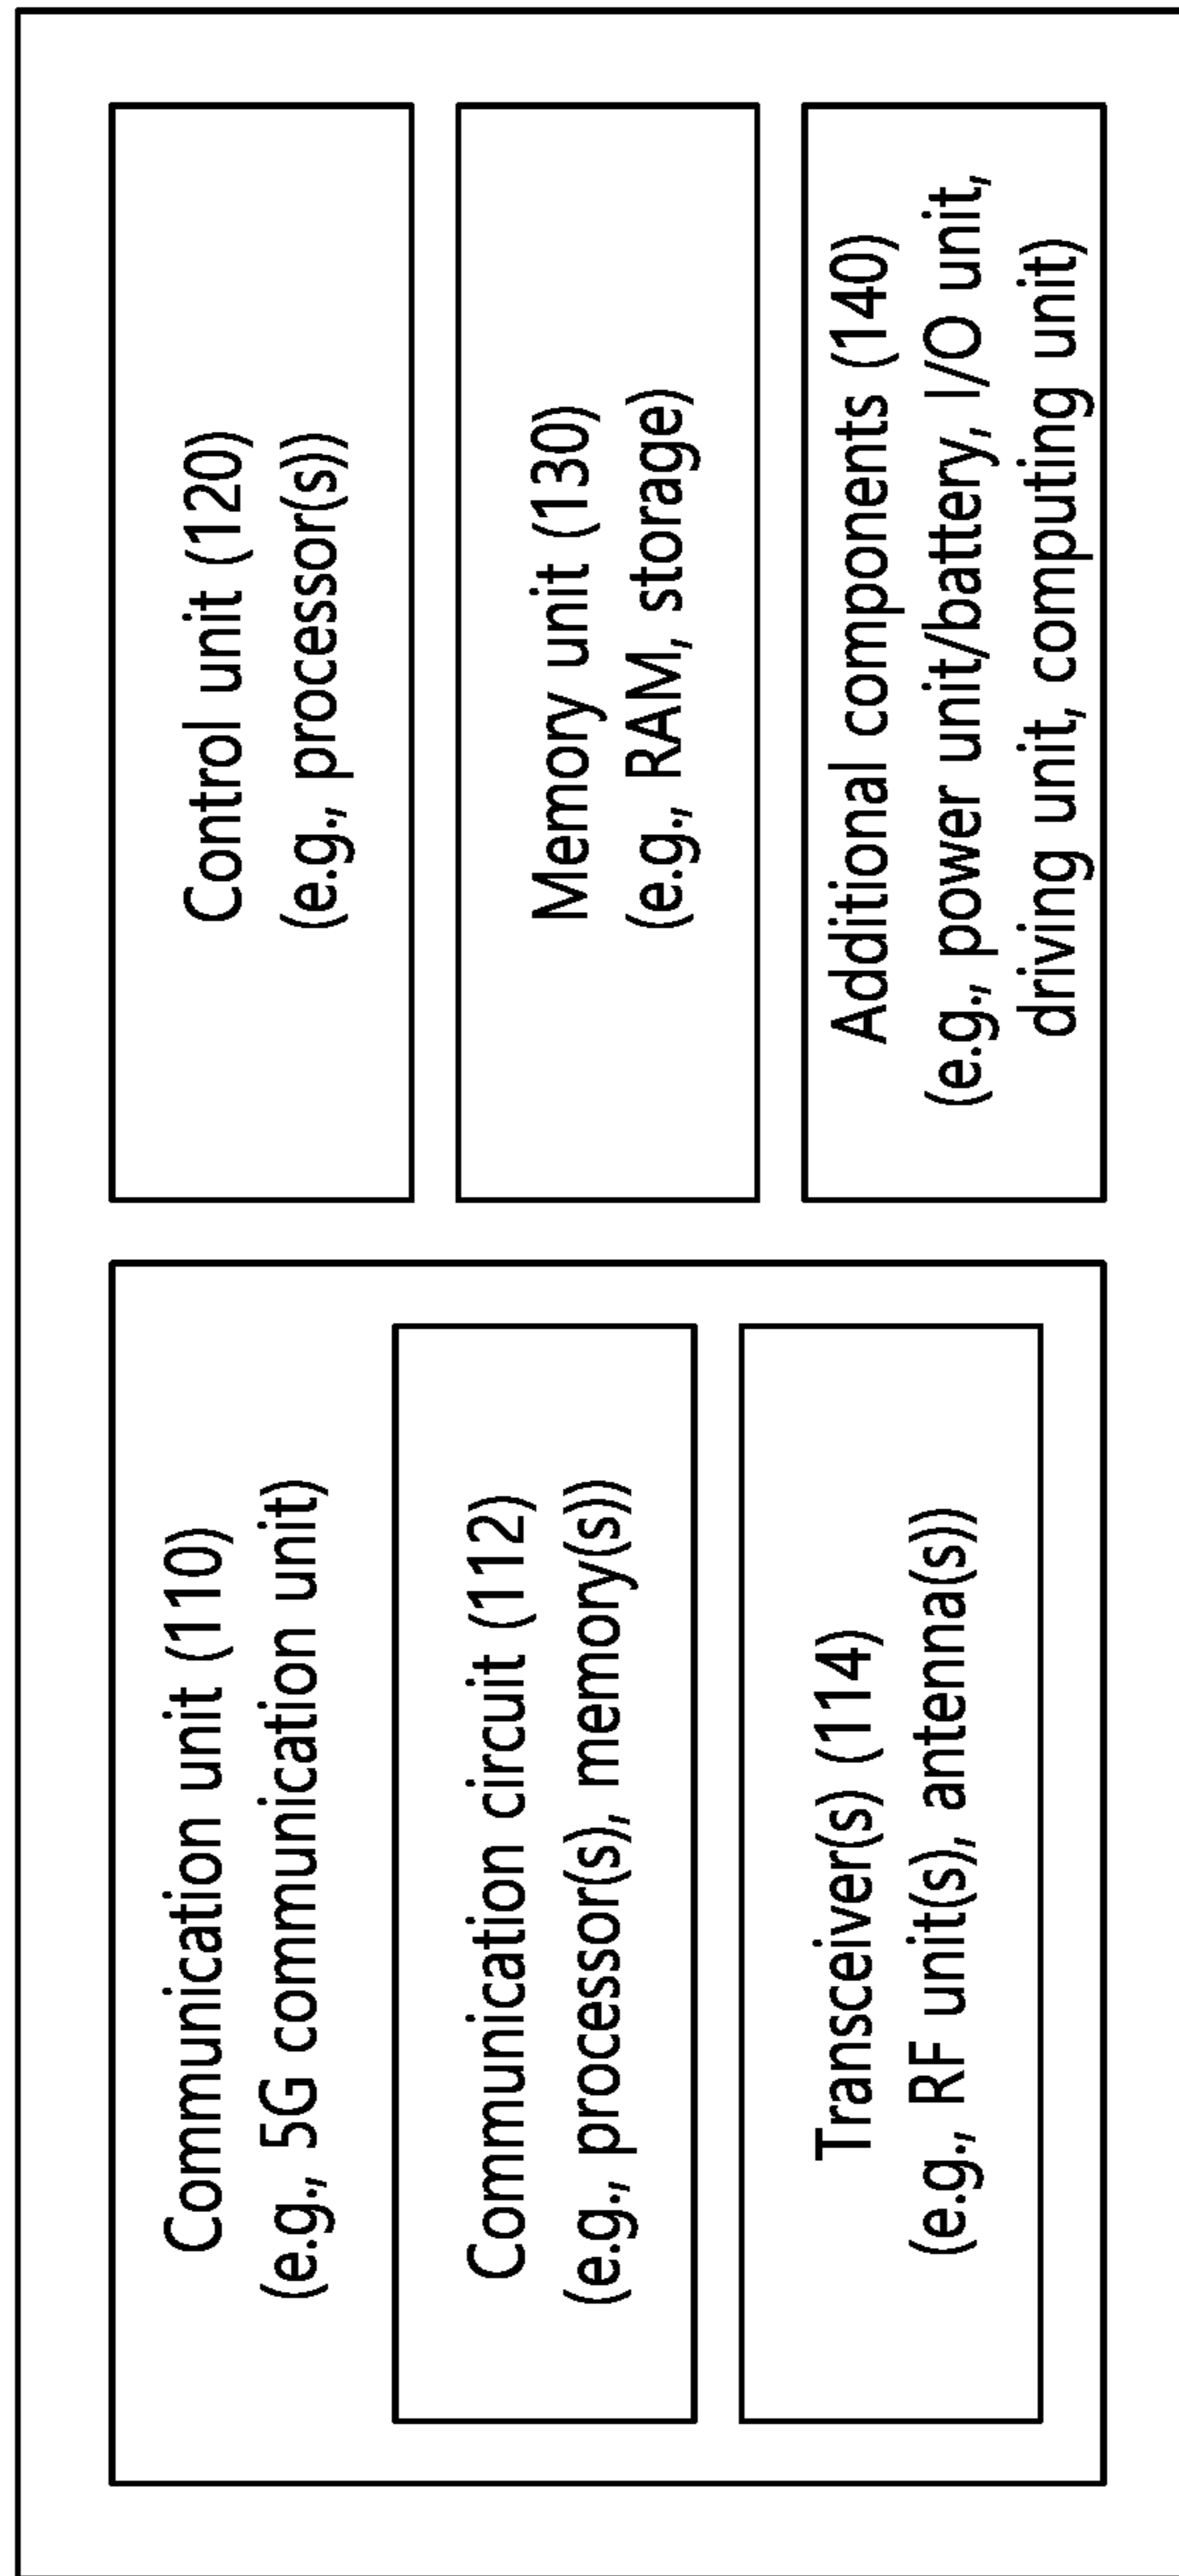 Communication unit (110)
(e.g., 5G communication unit)
Communication circuit (112)
(e.g., processor(s), memory(s))
Transceiver(s) (114)
(e.g., RF unit(s), antenna(s))
Control unit (120)
(e.g., processor(s))
Memory unit (130)
(e.g., RAM, storage)
Additional components (140)
(e.g., power unit/battery, I/O unit,
driving unit, computing unit)